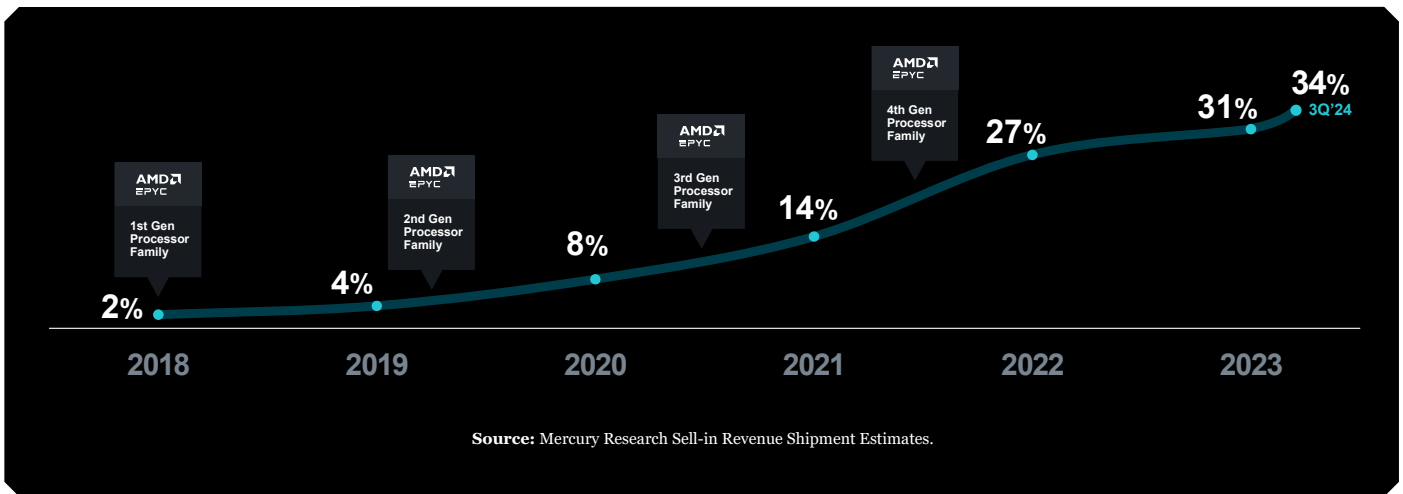 AMD
EPYC
1st Gen
Processor
Family
2%
AMD
EPYC
2nd Gen
Processor
Family
4%
8%
AMD
EPYC
3rd Gen
Processor
Family
14%
AMD
EPYC
4th Gen
Processor
Family
27%
31%
34%
3Q’24
2018 2019 2020 2021 2022 2023
Source: Mercury Research Sell-in Revenue Shipment Estimates.